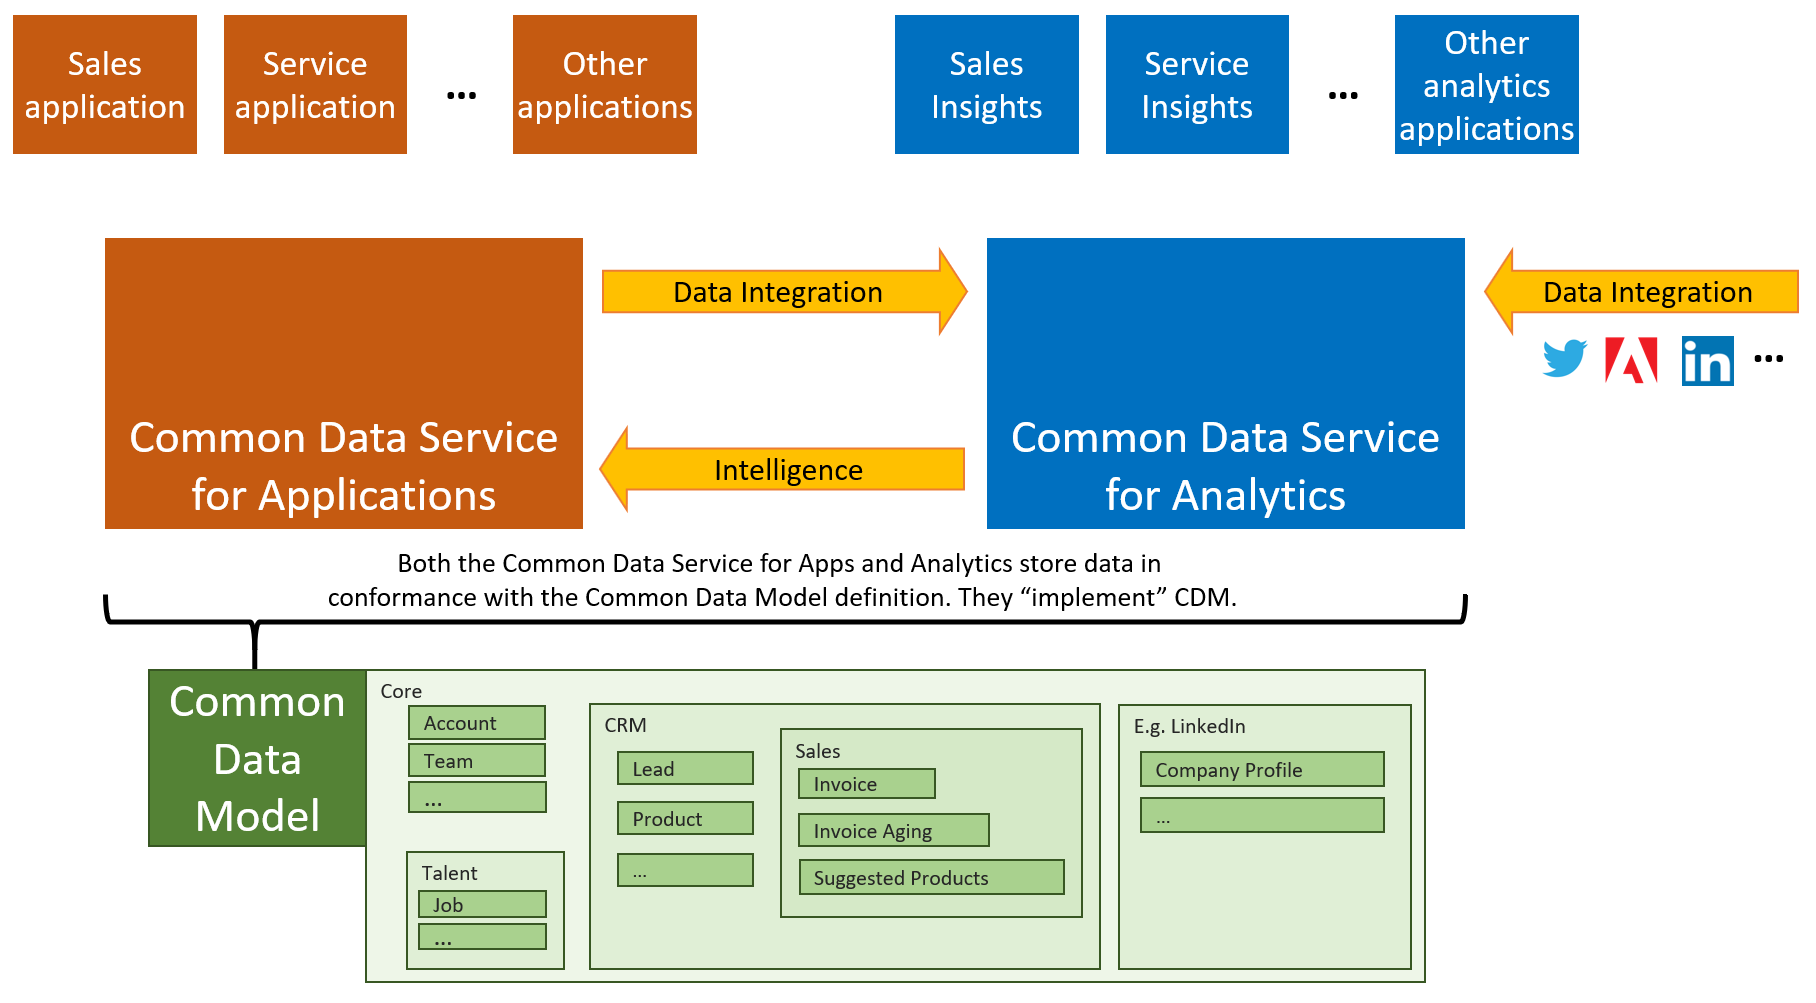 Sales
application
Service
application
...
Other
applications
Sales
Insights
Service
Insights
...
Other
analytics
applications
Data Integration
Data Integration
in
...
Common Data Service
for Applications
Intelligence
Common Data Service
for Analytics
Both the Common Data Service for Apps and Analytics store data in
conformance with the Common Data Model definition. They “implement” CDM.
Common
Data
Model
Core
Account
Team
...
Talent
Job
...
CRM
Lead
Product
...
Sales
Invoice
Invoice Aging
Suggested Products
E.g. LinkedIn
Company Profile
...